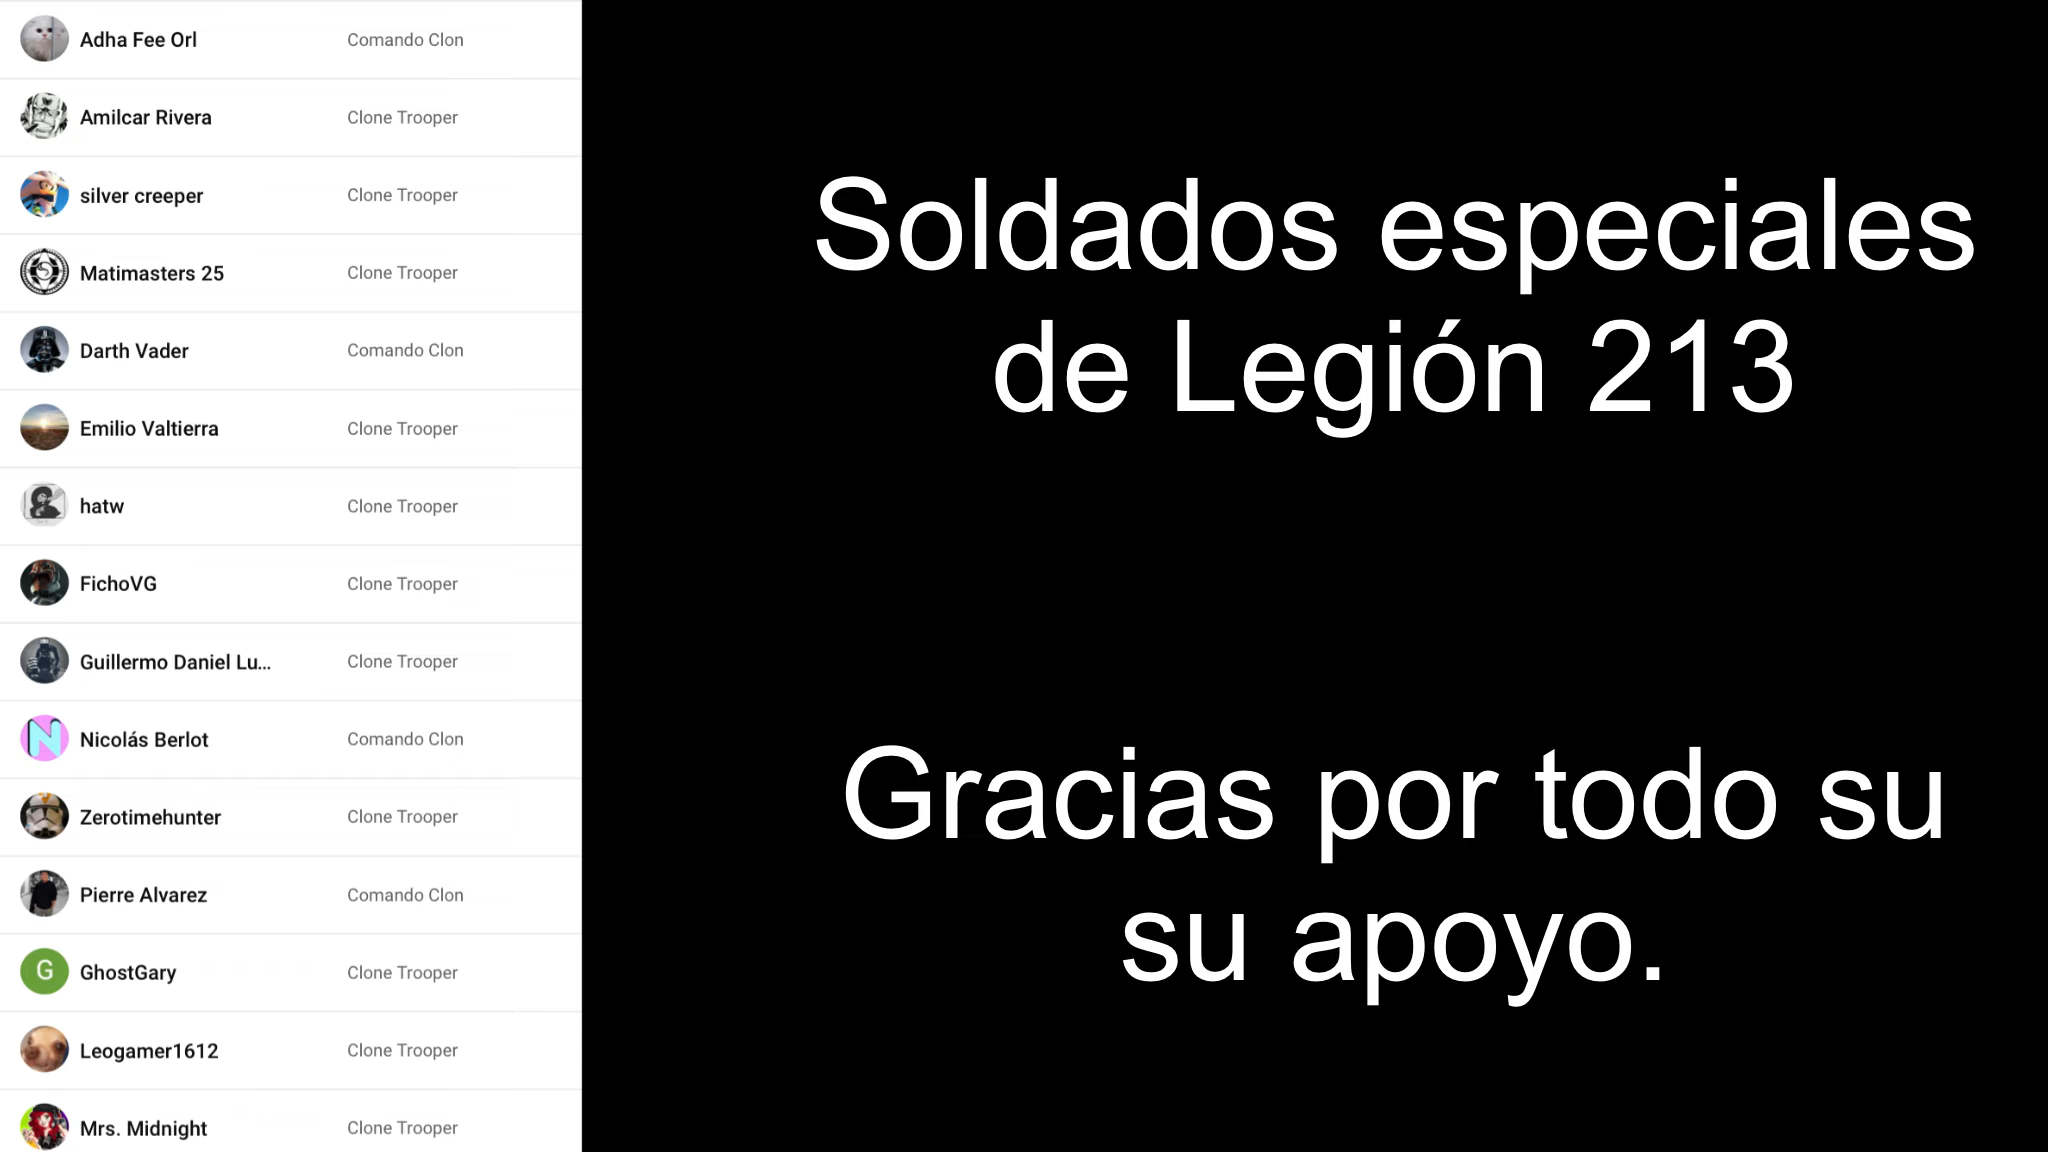 Adha Fee Orl Comando Clon
Amilcar Rivera Clone Trooper
silver creeper Clone Trooper
Matimasters 25 Clone Trooper
Darth Vader Comando Clon
Emilio Valtierra Clone Trooper
hatw Clone Trooper
FichoVG Clone Trooper
Guillermo Daniel Lu... Clone Trooper
Nicolás Berlot Comando Clon
Zerotimehunter Clone Trooper
Pierre Alvarez Comando Clon
G GhostGary Clone Trooper
Leogamer1612 Clone Trooper
Mrs. Midnight Clone Trooper
Soldados especiales
de Legión 213
Gracias por todo su
su apoyo.